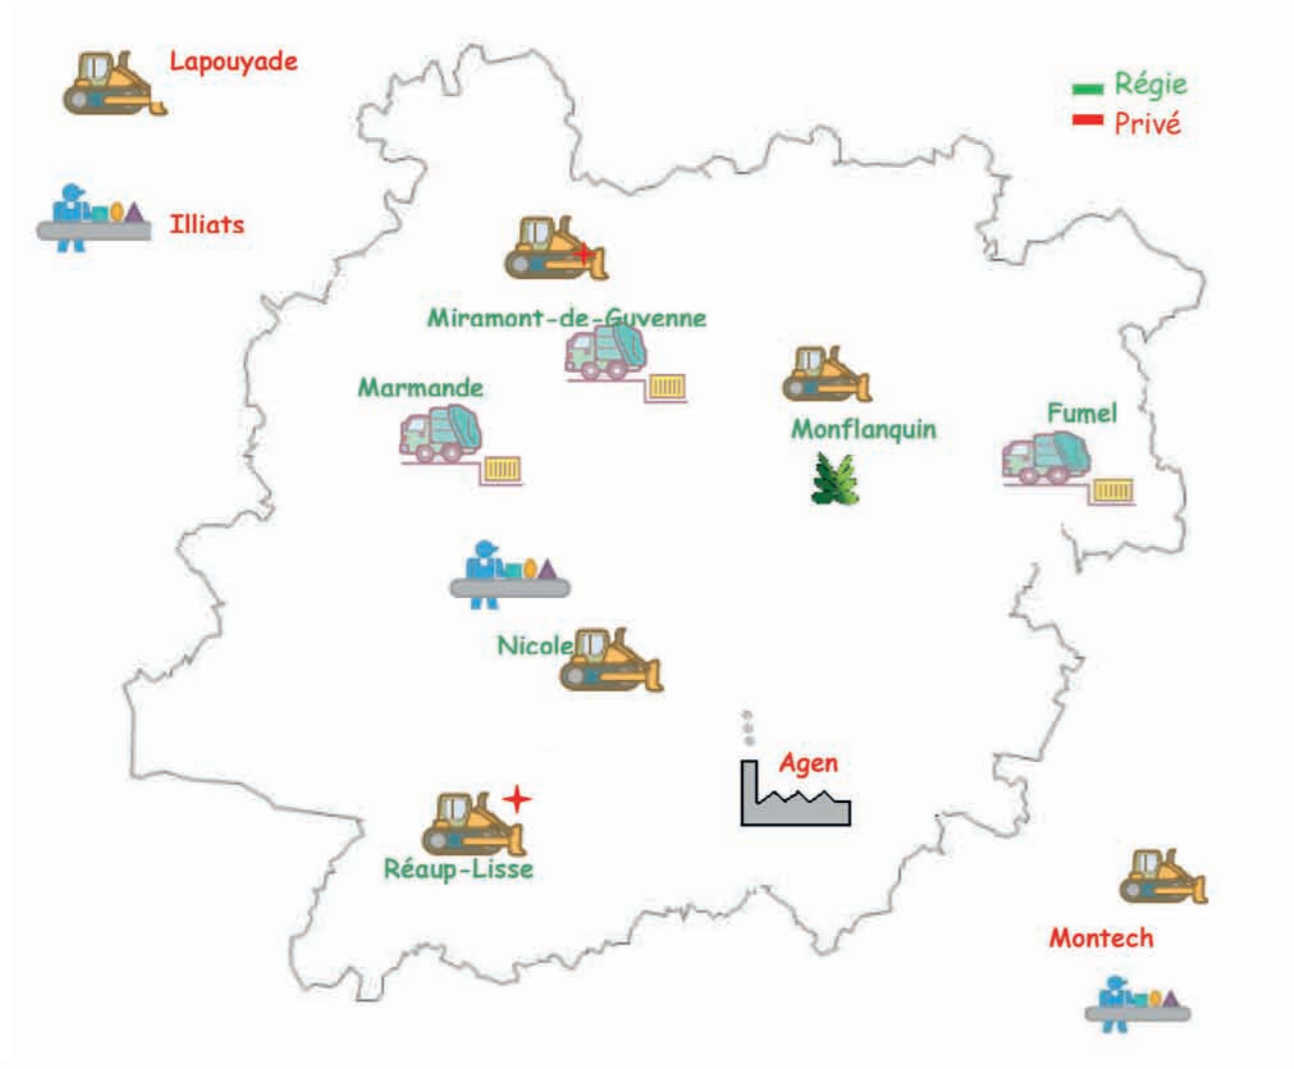 Lapouyade
Régie
Privé
Illiats
Miramont-de-Guyenne
Marmande
Fumel
Monflanquin
Nicole
Agen
Réaup-Lisse
Montech